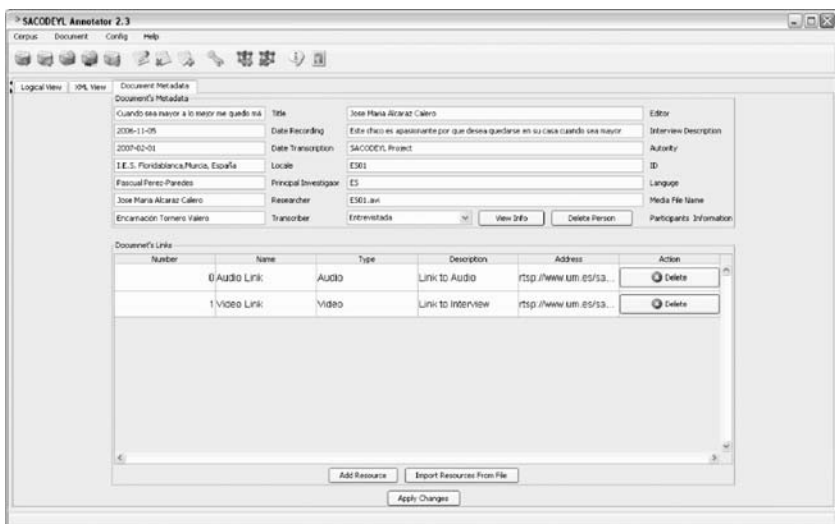 > SACODEYL Annotator 2.3
Corpus Document Config Help
Logical View XML View Document Metadata
Document's Metadata
Cuando sea mayor a lo mejor me quedo má Title Jose Maria Alcaraz Calero Editor
2006-11-05 Date Recording Este chico es apasionante por que desea quedarse en su casa cuando sea mayor Interview Description
2007-02-01 Date Transcription SACODEYL Project Autority
I.E.S. Floridablanca,Murcia, España Locale ES01 ID
Pascual Perez-Paredes Principal Investigaor ES Languge
Jose Maria Alcaraz Calero Researcher ES01.avi Media File Name
Encarnación Tornero Valero Transcriber Entrevistada View Info Delete Person Participants Information
Documnet's Links
Number Name Type Description Address Action
0 Audio Link Audio Link to Audio rtsp://www.um.es/sa... Delete
1 Video Link Video Link to Interview rtsp://www.um.es/sa... Delete
Add Resource Import Resources From File
Apply Changes